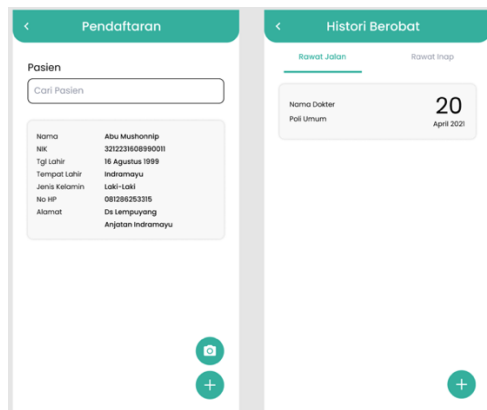 Pendaftaran
Pasien
Cari Pasien
Nama Abu Mushonnip
NIK 3212231608990011
Tgl Lahir 16 Agustus 1999
Tempat Lahir Indramayu
Jenis Kelamin Laki-Laki
No HP 081286253315
Alamat Ds Lempuyang
Anjatan Indramayu
Histori Berobat
Rawat Jalan Rawat Inap
Nama Dokter
Poli Umum
20
April 2021